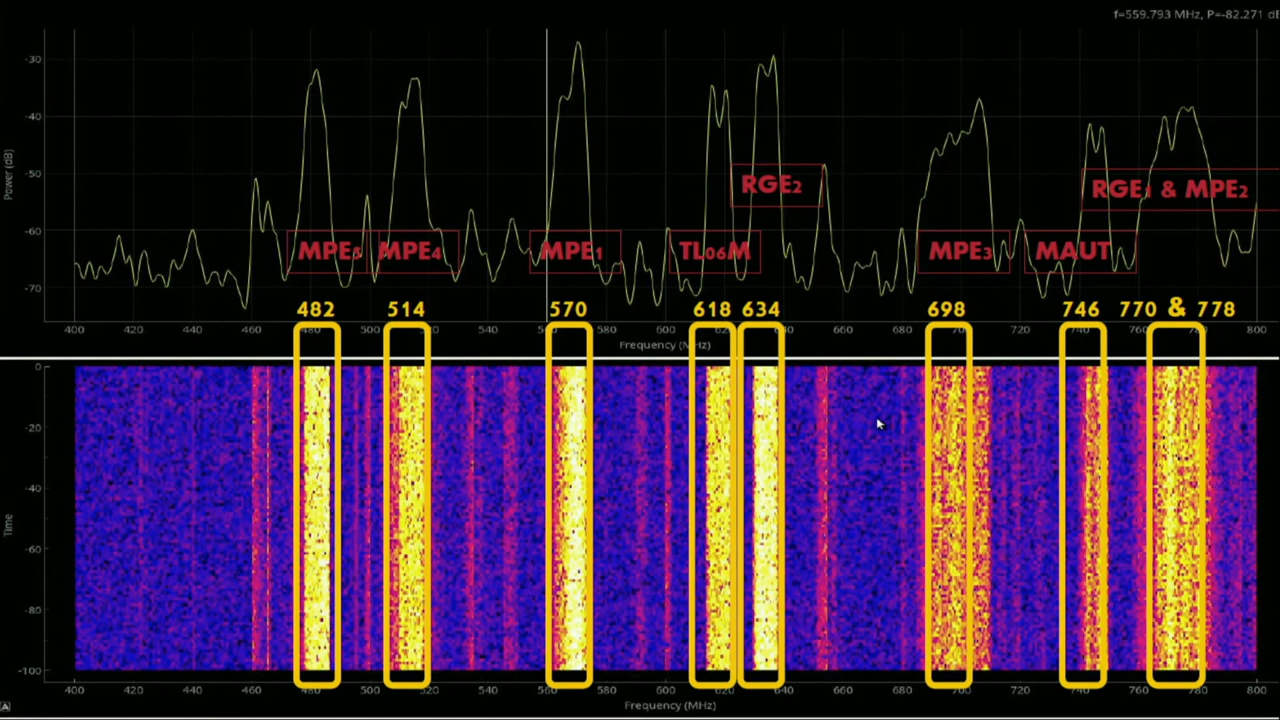 f=559.793 MHz, P=-82.271 d
Power (dB)
-30
-40
-50
-60
-70
RGE2
RGE1 & MPE2
MPE5
MPE4
MPE1
TL06M
MPE3
MAUT
482
514
570
618
634
698
746
770 & 778
400 420 440 460 480 500 520 540 560 580 600 620 640 660 680 700 720 740 760 780 800
Frequency (MHz)
Time
0
-20
-40
-60
-80
-100
400 420 440 460 480 500 520 540 560 580 600 620 640 660 680 700 720 740 760 780 800
Frequency (MHz)
A